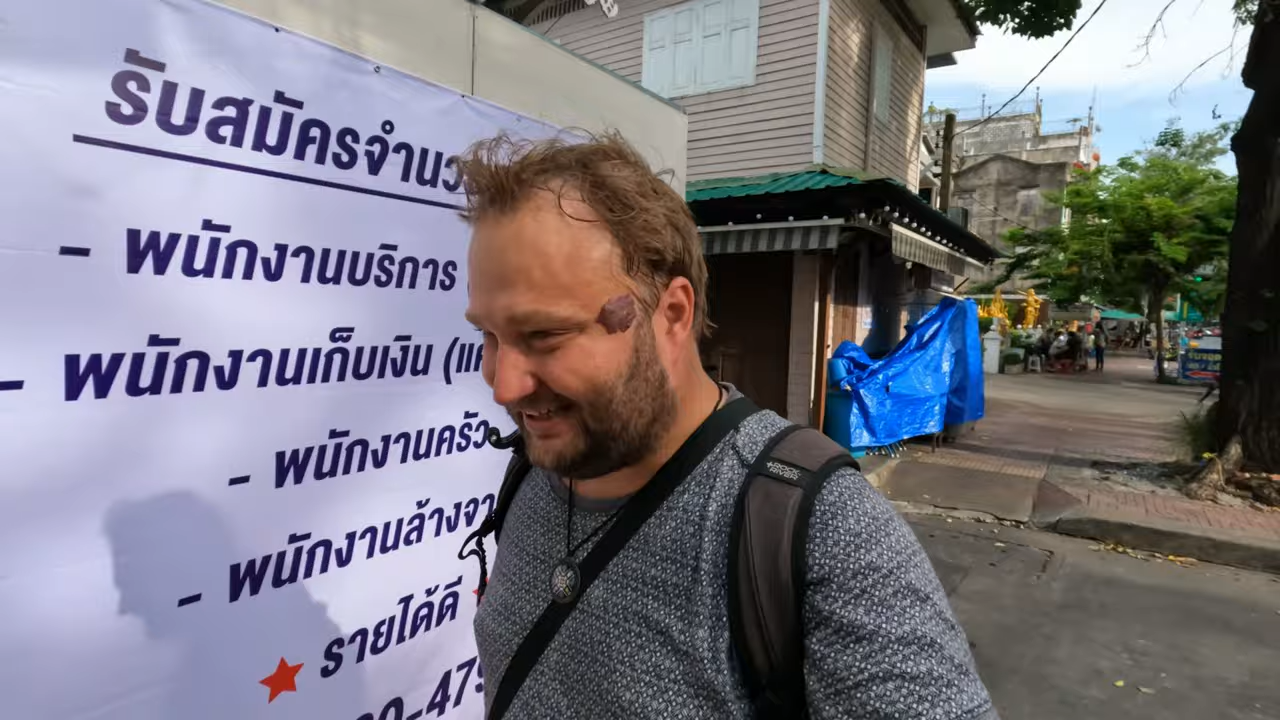 รับสมัครจำนว
- พนักงานบริการ
- พนักงานเก็บเงิน (แค
- พนักงานครัว
- พนักงานล้างจา
รายได้ดี